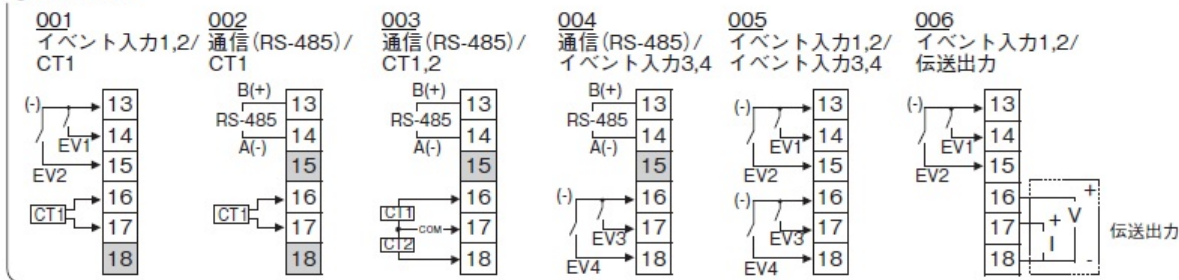 001
イベント入力1,2/
CT1
(-)
EV1
EV2
CT1
13
14
15
16
17
18
002
通信(RS-485)/
CT1
B(+)
RS-485
A(-)
CT1
13
14
15
16
17
18
003
通信(RS-485)/
CT1,2
B(+)
RS-485
A(-)
CT1
COM
CT2
13
14
15
16
17
18
004
通信(RS-485)/
イベント入力3,4
B(+)
RS-485
A(-)
(-)
EV3
EV4
13
14
15
16
17
18
005
イベント入力1,2/
イベント入力3,4
(-)
EV1
EV2
(-)
EV3
EV4
13
14
15
16
17
18
006
イベント入力1,2/
伝送出力
(-)
EV1
EV2
13
14
15
16
17
18
+
+ V
I
-
伝送出力